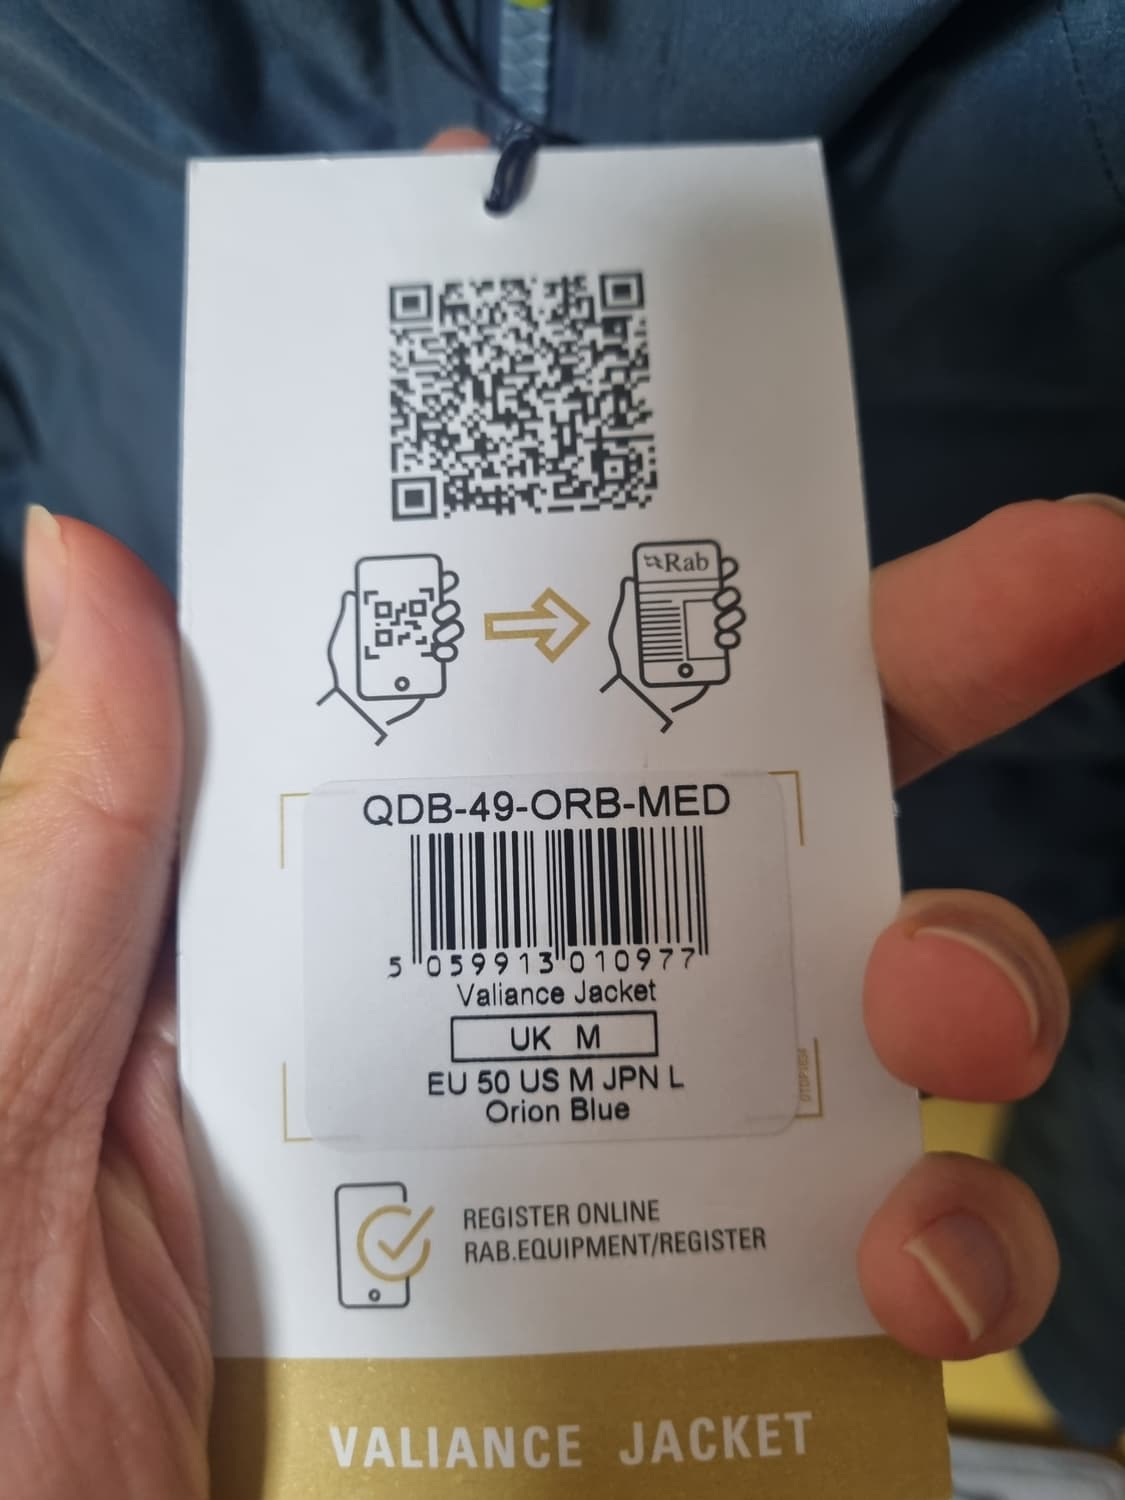 Rab
QDB-49-ORB-MED
5 059913 010977
Valiance Jacket
UK M
EU 50 US M JPN L
Orion Blue
REGISTER ONLINE
RAB.EQUIPMENT/REGISTER
VALIANCE JACKET